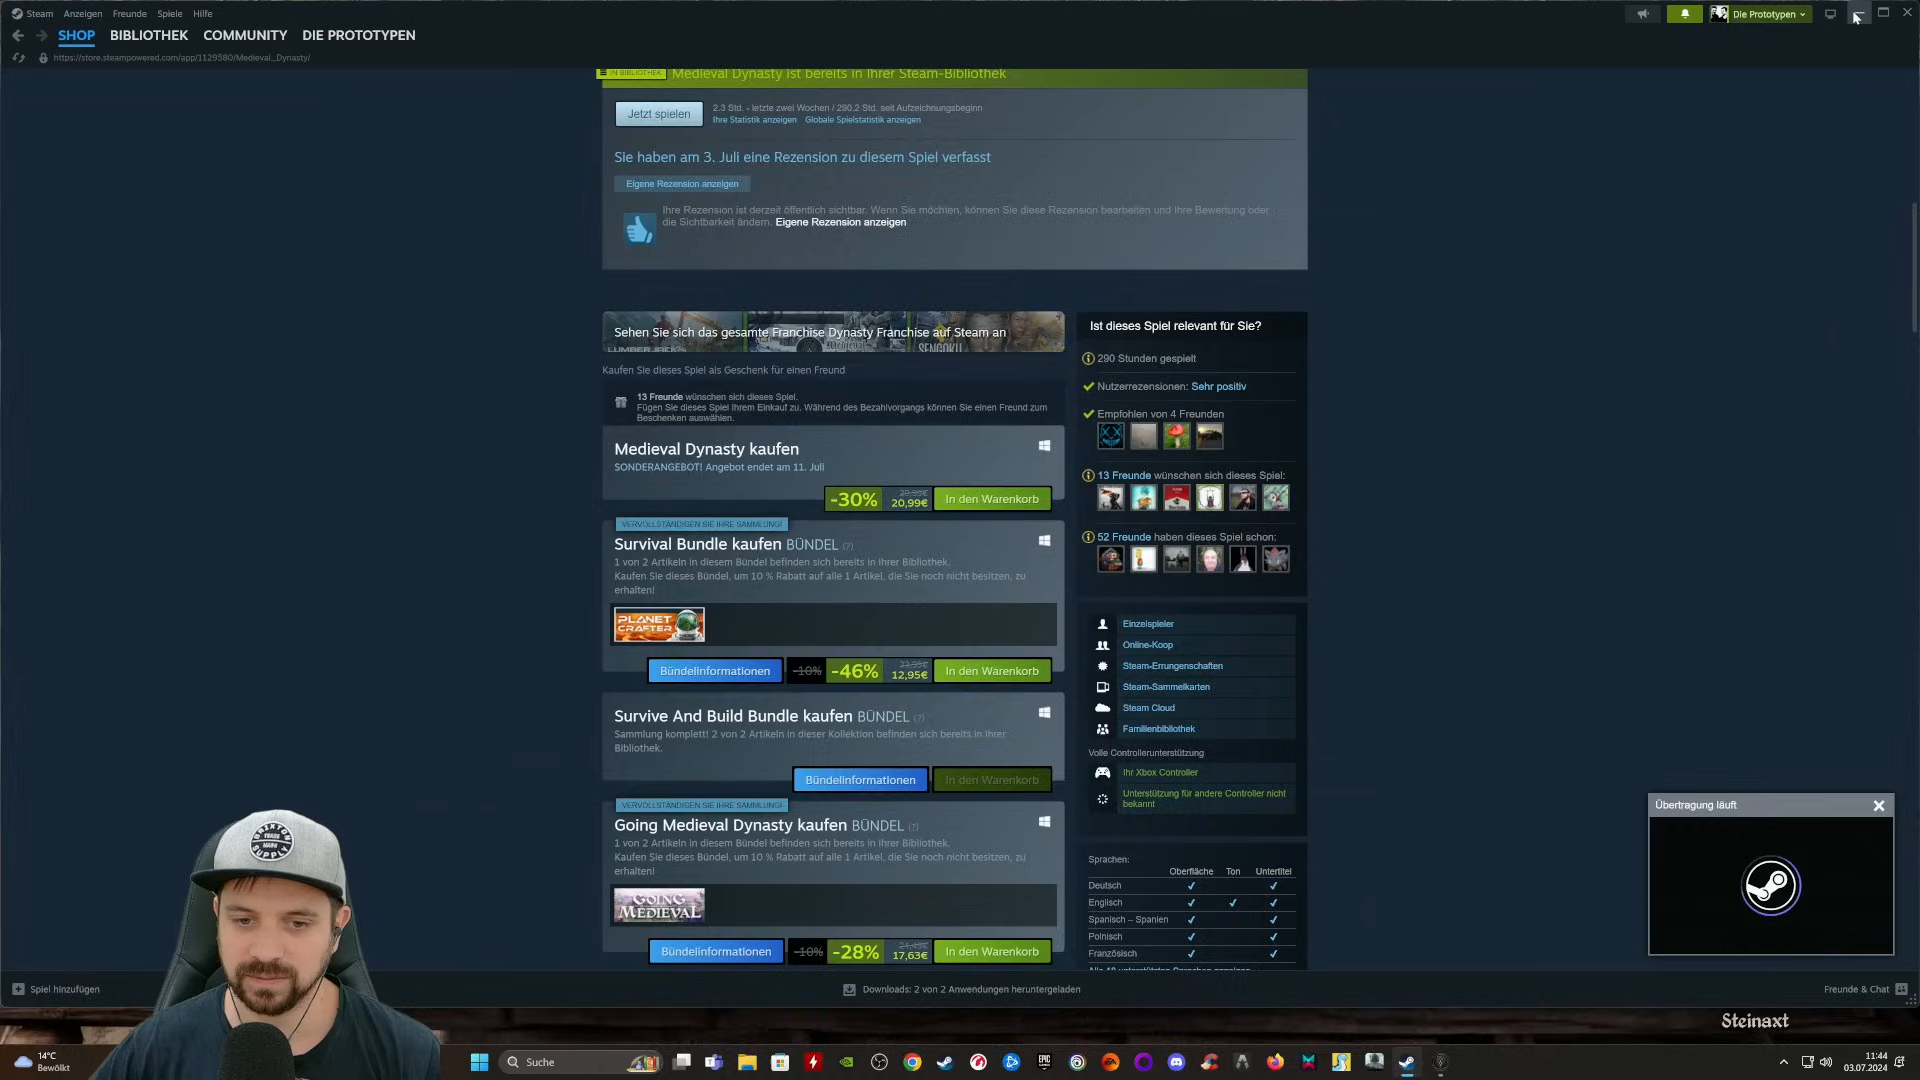 Steam Anzeigen Freunde Spiele Hilfe
Die Prototypen
SHOP BIBLIOTHEK COMMUNITY DIE PROTOTYPEN
https://store.steampowered.com/app/1129580/Medieval_Dynasty/
IN BIBLIOTHEK Medieval Dynasty ist bereits in Ihrer Steam-Bibliothek
Jetzt spielen
2.3 Std. - letzte zwei Wochen / 290.2 Std. seit Aufzeichnungsbeginn
Ihre Statistik anzeigen Globale Spielstatistik anzeigen
Sie haben am 3. Juli eine Rezension zu diesem Spiel verfasst
Eigene Rezension anzeigen
Ihre Rezension ist derzeit öffentlich sichtbar. Wenn Sie möchten, können Sie diese Rezension bearbeiten und Ihre Bewertung oder
die Sichtbarkeit ändern. Eigene Rezension anzeigen
Sehen Sie sich das gesamte Franchise Dynasty Franchise auf Steam an
SENGOKU
Kaufen Sie dieses Spiel als Geschenk für einen Freund
13 Freunde wünschen sich dieses Spiel.
Fügen Sie dieses Spiel Ihrem Einkauf zu. Während des Bezahlvorgangs können Sie einen Freund zum
Beschenken auswählen.
Medieval Dynasty kaufen
SONDERANGEBOT! Angebot endet am 11. Juli
-30% 29,99€ 20,99€ In den Warenkorb
VERVOLLSTÄNDIGEN SIE IHRE SAMMLUNG!
Survival Bundle kaufen BÜNDEL (?)
1 von 2 Artikeln in diesem Bündel befinden sich bereits in Ihrer Bibliothek.
Kaufen Sie dieses Bündel, um 10 % Rabatt auf alle 1 Artikel, die Sie noch nicht besitzen, zu
erhalten!
PLANET CRAFTER
Bündelinformationen -10% -46% 23,99€ 12,95€ In den Warenkorb
Survive And Build Bundle kaufen BÜNDEL (?)
Sammlung komplett! 2 von 2 Artikeln in dieser Kollektion befinden sich bereits in Ihrer
Bibliothek.
Bündelinformationen In den Warenkorb
VERVOLLSTÄNDIGEN SIE IHRE SAMMLUNG!
Going Medieval Dynasty kaufen BÜNDEL (?)
1 von 2 Artikeln in diesem Bündel befinden sich bereits in Ihrer Bibliothek.
Kaufen Sie dieses Bündel, um 10 % Rabatt auf alle 1 Artikel, die Sie noch nicht besitzen, zu
erhalten!
GOING MEDIEVAL
Bündelinformationen -10% -28% 24,49€ 17,63€ In den Warenkorb
Ist dieses Spiel relevant für Sie?
290 Stunden gespielt
Nutzerrezensionen: Sehr positiv
Empfohlen von 4 Freunden
13 Freunde wünschen sich dieses Spiel:
52 Freunde haben dieses Spiel schon:
Einzelspieler
Online-Koop
Steam-Errungenschaften
Steam-Sammelkarten
Steam Cloud
Familienbibliothek
Volle Controllerunterstützung
Ihr Xbox Controller
Unterstützung für andere Controller nicht
bekannt
Sprachen:
Oberfläche Ton Untertitel
Deutsch ✔ ✔
Englisch ✔ ✔ ✔
Spanisch – Spanien ✔ ✔
Polnisch ✔ ✔
Französisch ✔ ✔
Übertragung läuft
Spiel hinzufügen
Downloads: 2 von 2 Anwendungen heruntergeladen
Freunde & Chat
BRIXTON
SUPPLY
Steinaxt
14°C
Bewölkt
Suche
11:44
03.07.2024